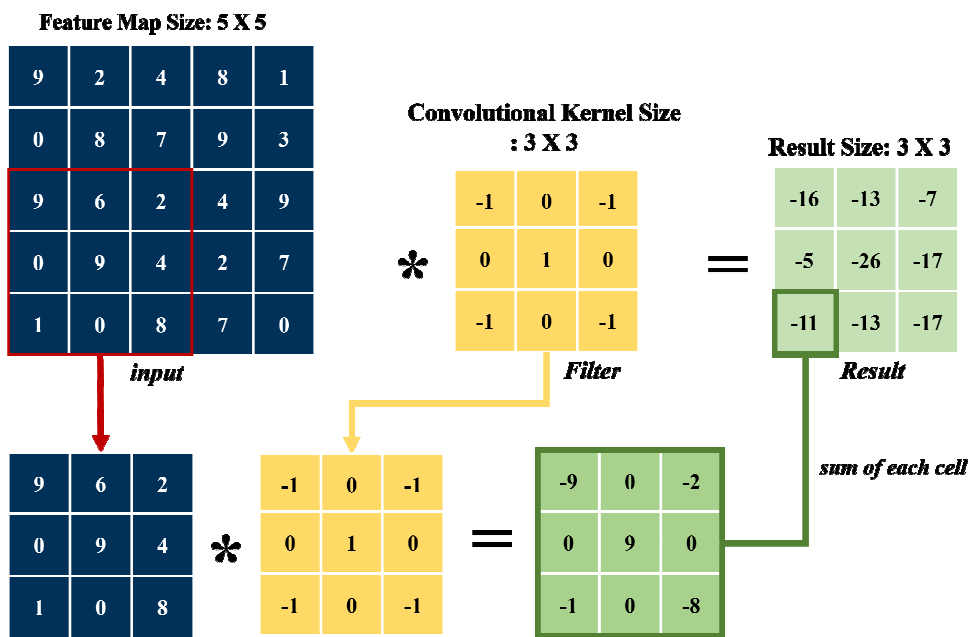 Feature Map Size: 5 X 5
9 2 4 8 1
0 8 7 9 3
9 6 2 4 9
0 9 4 2 7
1 0 8 7 0
input
*
Convolutional Kernel Size
: 3 X 3
-1 0 -1
0 1 0
-1 0 -1
Filter
=
Result Size: 3 X 3
-16 -13 -7
-5 -26 -17
-11 -13 -17
Result
sum of each cell
9 6 2
0 9 4
1 0 8
*
-1 0 -1
0 1 0
-1 0 -1
=
-9 0 -2
0 9 0
-1 0 -8